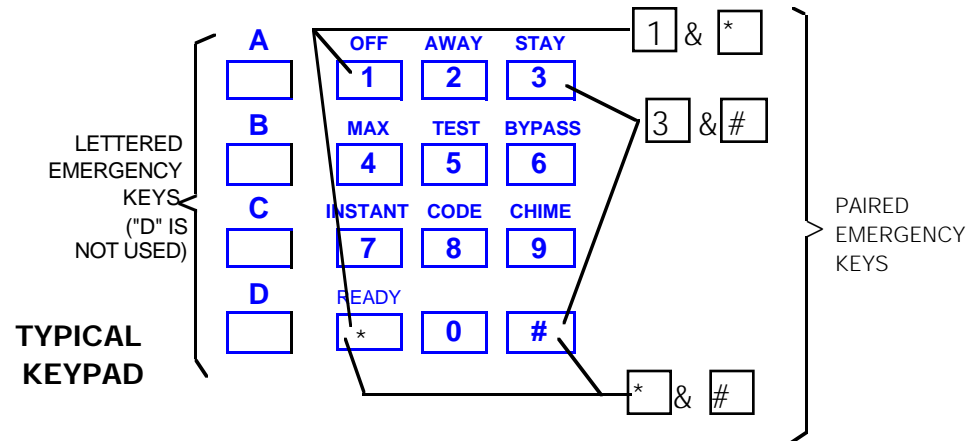 A
OFF AWAY STAY
1 2 3
1 & *
B
MAX TEST BYPASS
4 5 6
3 & #
LETTERED
EMERGENCY
KEYS
("D" IS
NOT USED)
C
INSTANT CODE CHIME
7 8 9
PAIRED
EMERGENCY
KEYS
D
READY
* 0 #
TYPICAL
KEYPAD
* & #